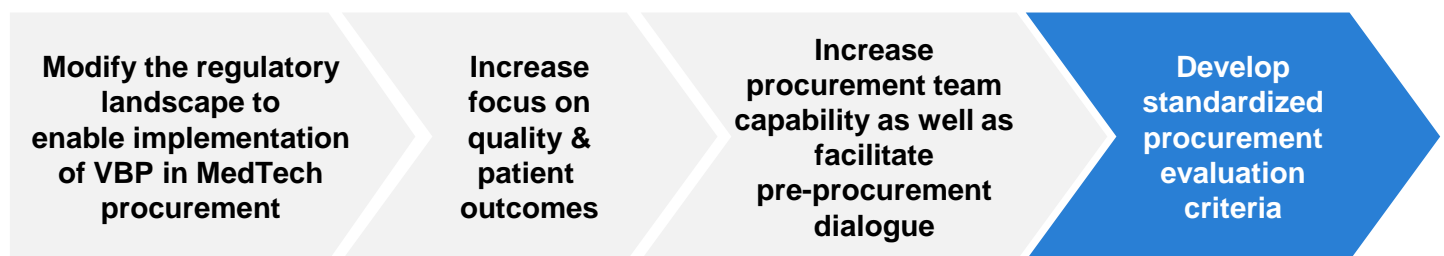 Modify the regulatory
landscape to
enable implementation
of VBP in MedTech
procurement
Increase
focus on
quality &
patient
outcomes
Increase
procurement team
capability as well as
facilitate
pre-procurement
dialogue
Develop
standardized
procurement
evaluation
criteria